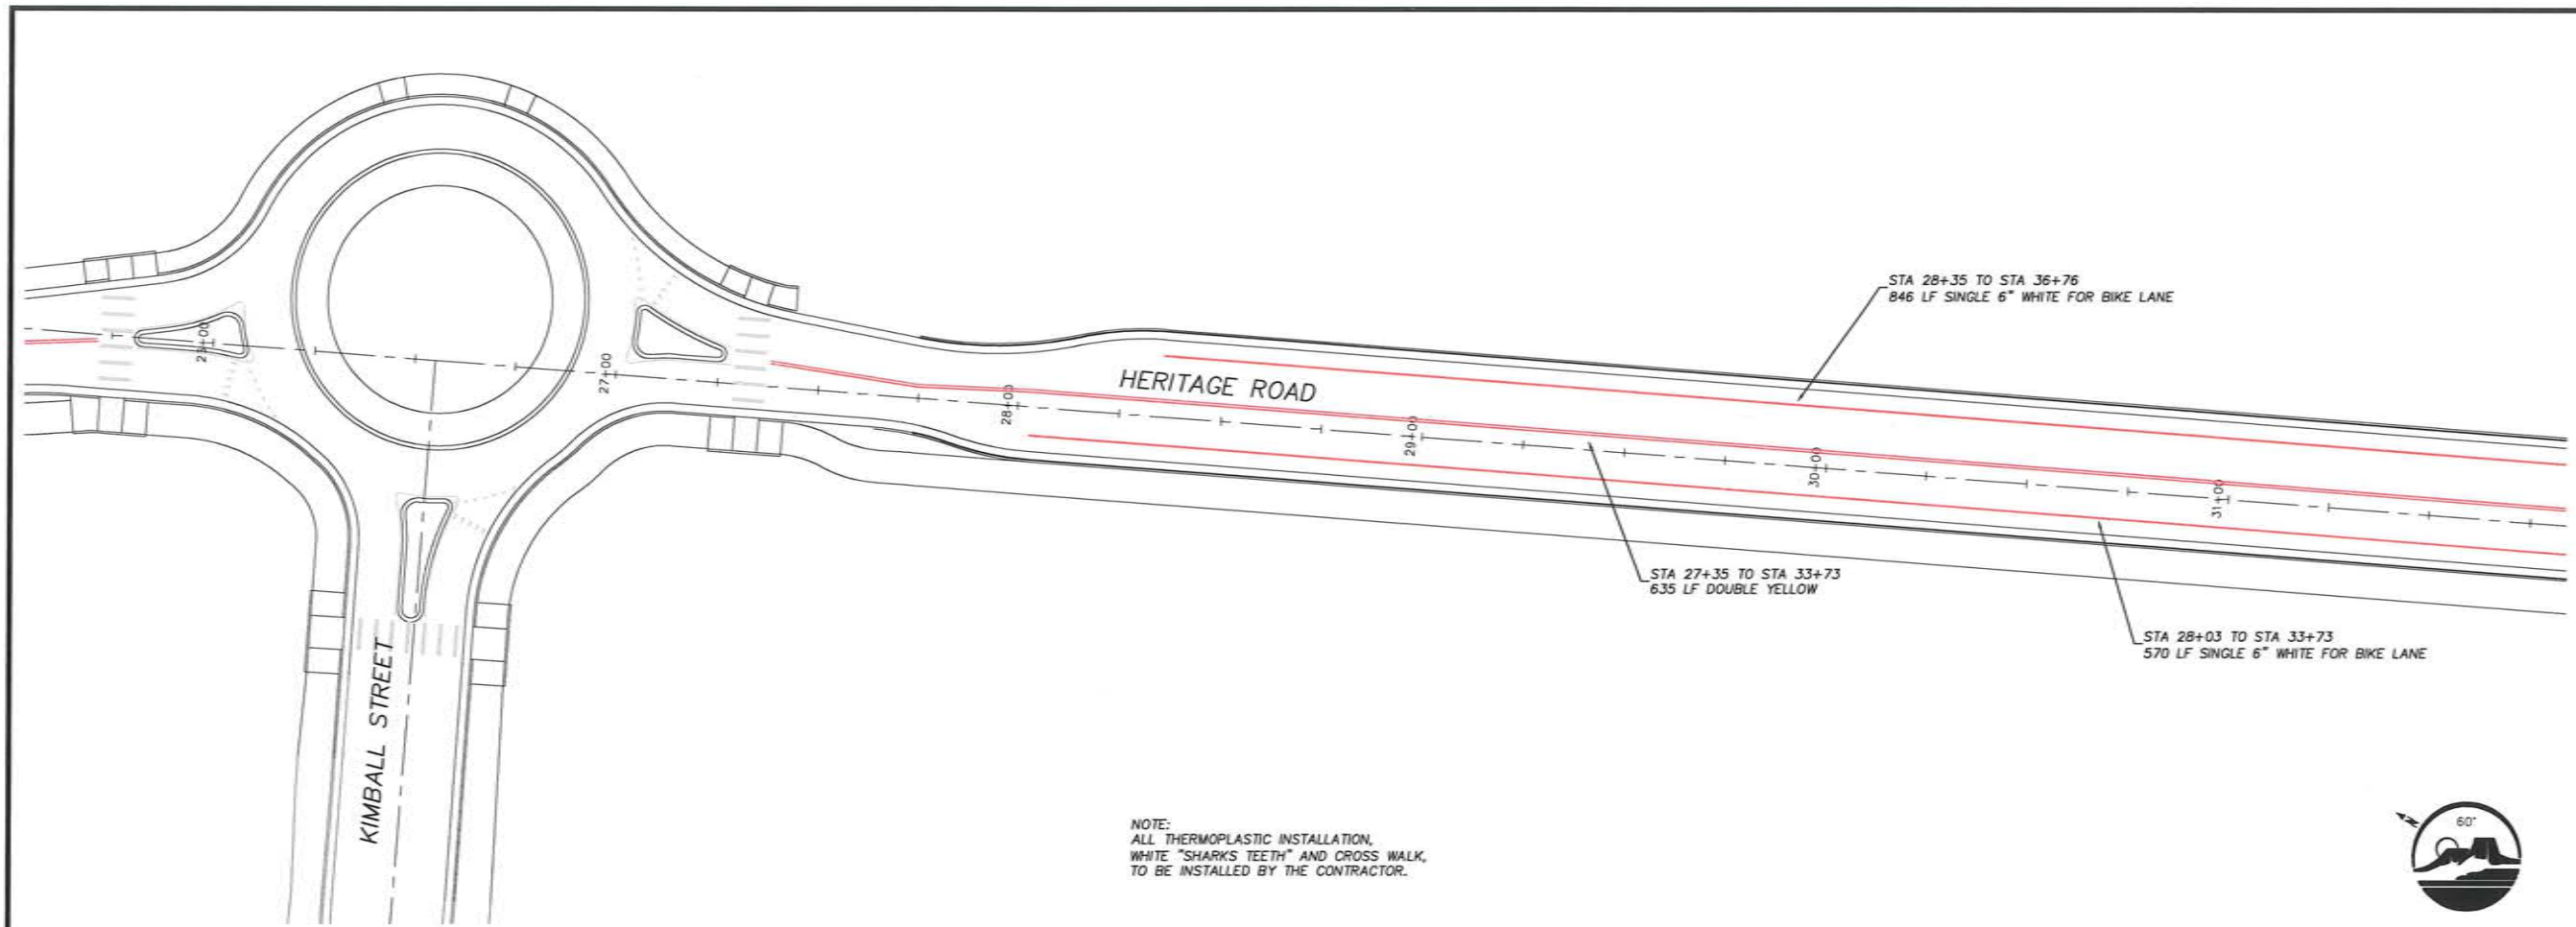 STA 28+35 TO STA 36+76
846 LF SINGLE 6" WHITE FOR BIKE LANE
25+00
27+00
HERITAGE ROAD
28+00
29+00
30+00
31+00
STA 27+35 TO STA 33+73
635 LF DOUBLE YELLOW
STA 28+03 TO STA 33+73
570 LF SINGLE 6" WHITE FOR BIKE LANE
KIMBALL STREET
NOTE:
ALL THERMOPLASTIC INSTALLATION,
WHITE "SHARKS TEETH" AND CROSS WALK,
TO BE INSTALLED BY THE CONTRACTOR.
N
60'